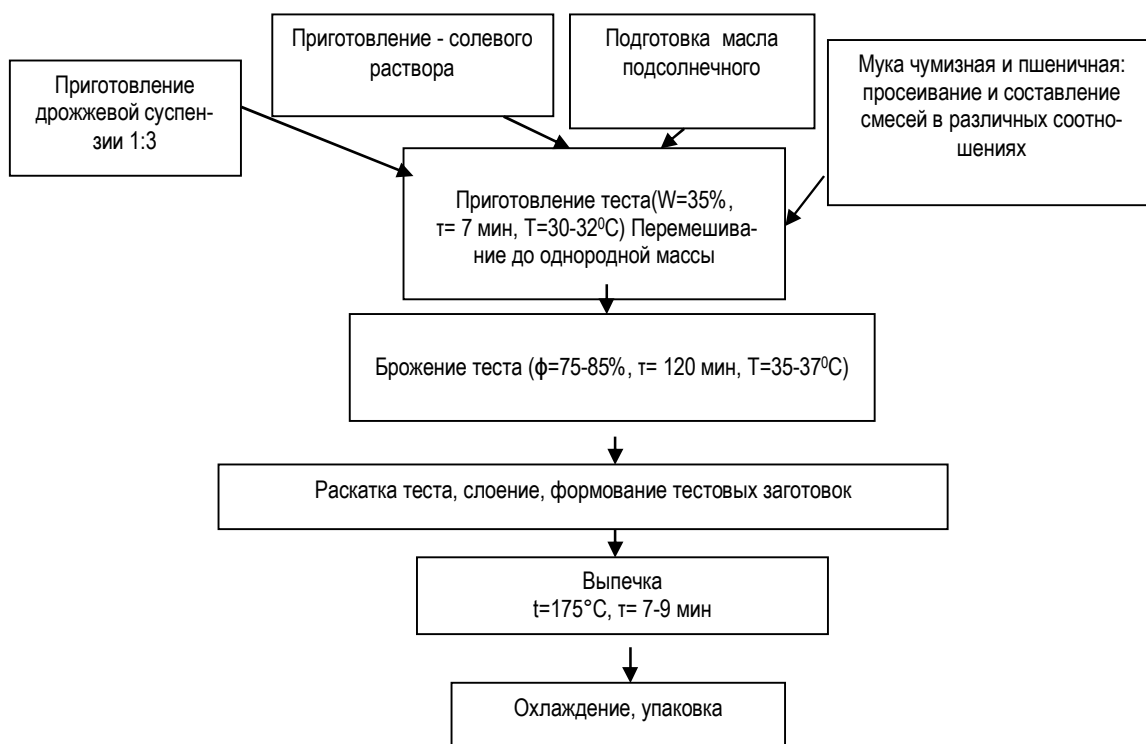 Приготовление
дрожжевой суспен-
зии 1:3
Приготовление - солевого
раствора
Подготовка масла
подсолнечного
Мука чумизная и пшеничная:
просеивание и составление
смесей в различных соотно-
шениях
Приготовление теста(W=35%,
τ= 7 мин, T=30-32⁰C) Перемешива-
ние до однородной массы
Брожение теста (ϕ=75-85%, τ= 120 мин, T=35-37⁰C)
Раскатка теста, слоение, формование тестовых заготовок
Выпечка
t=175°C, τ= 7-9 мин
Охлаждение, упаковка